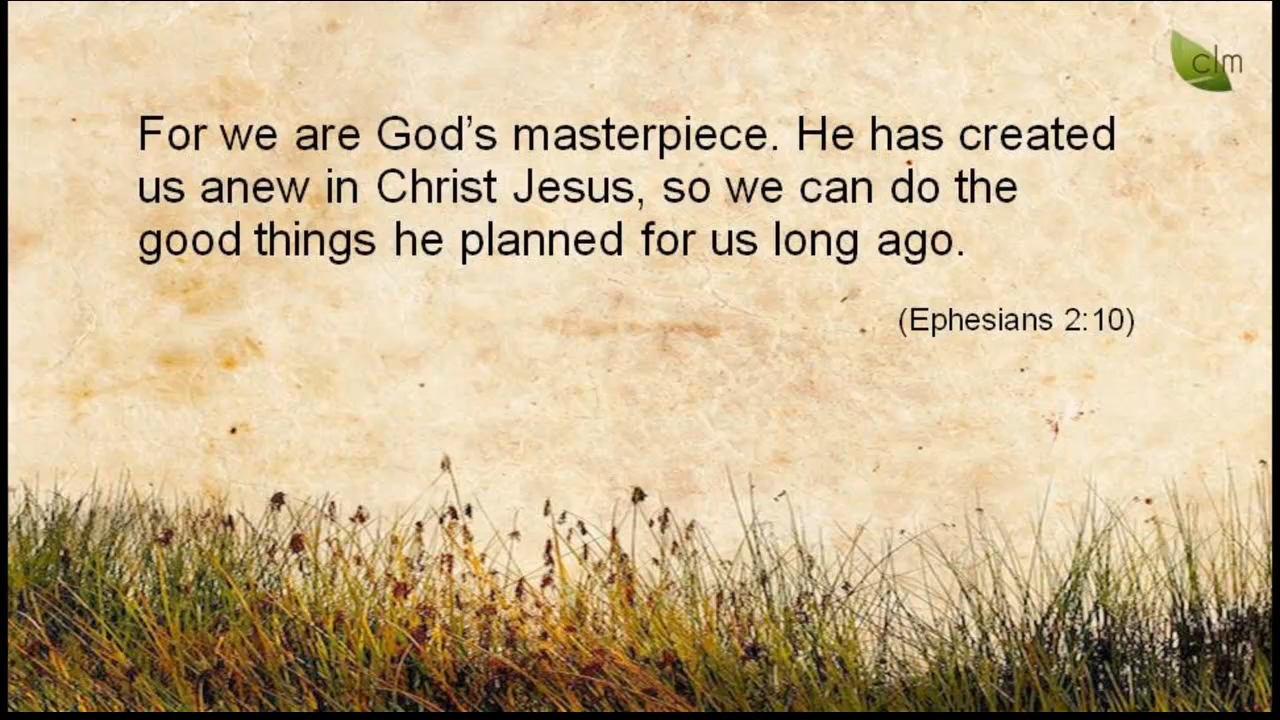 clm
For we are God’s masterpiece. He has created
us anew in Christ Jesus, so we can do the
good things he planned for us long ago.
(Ephesians 2:10)